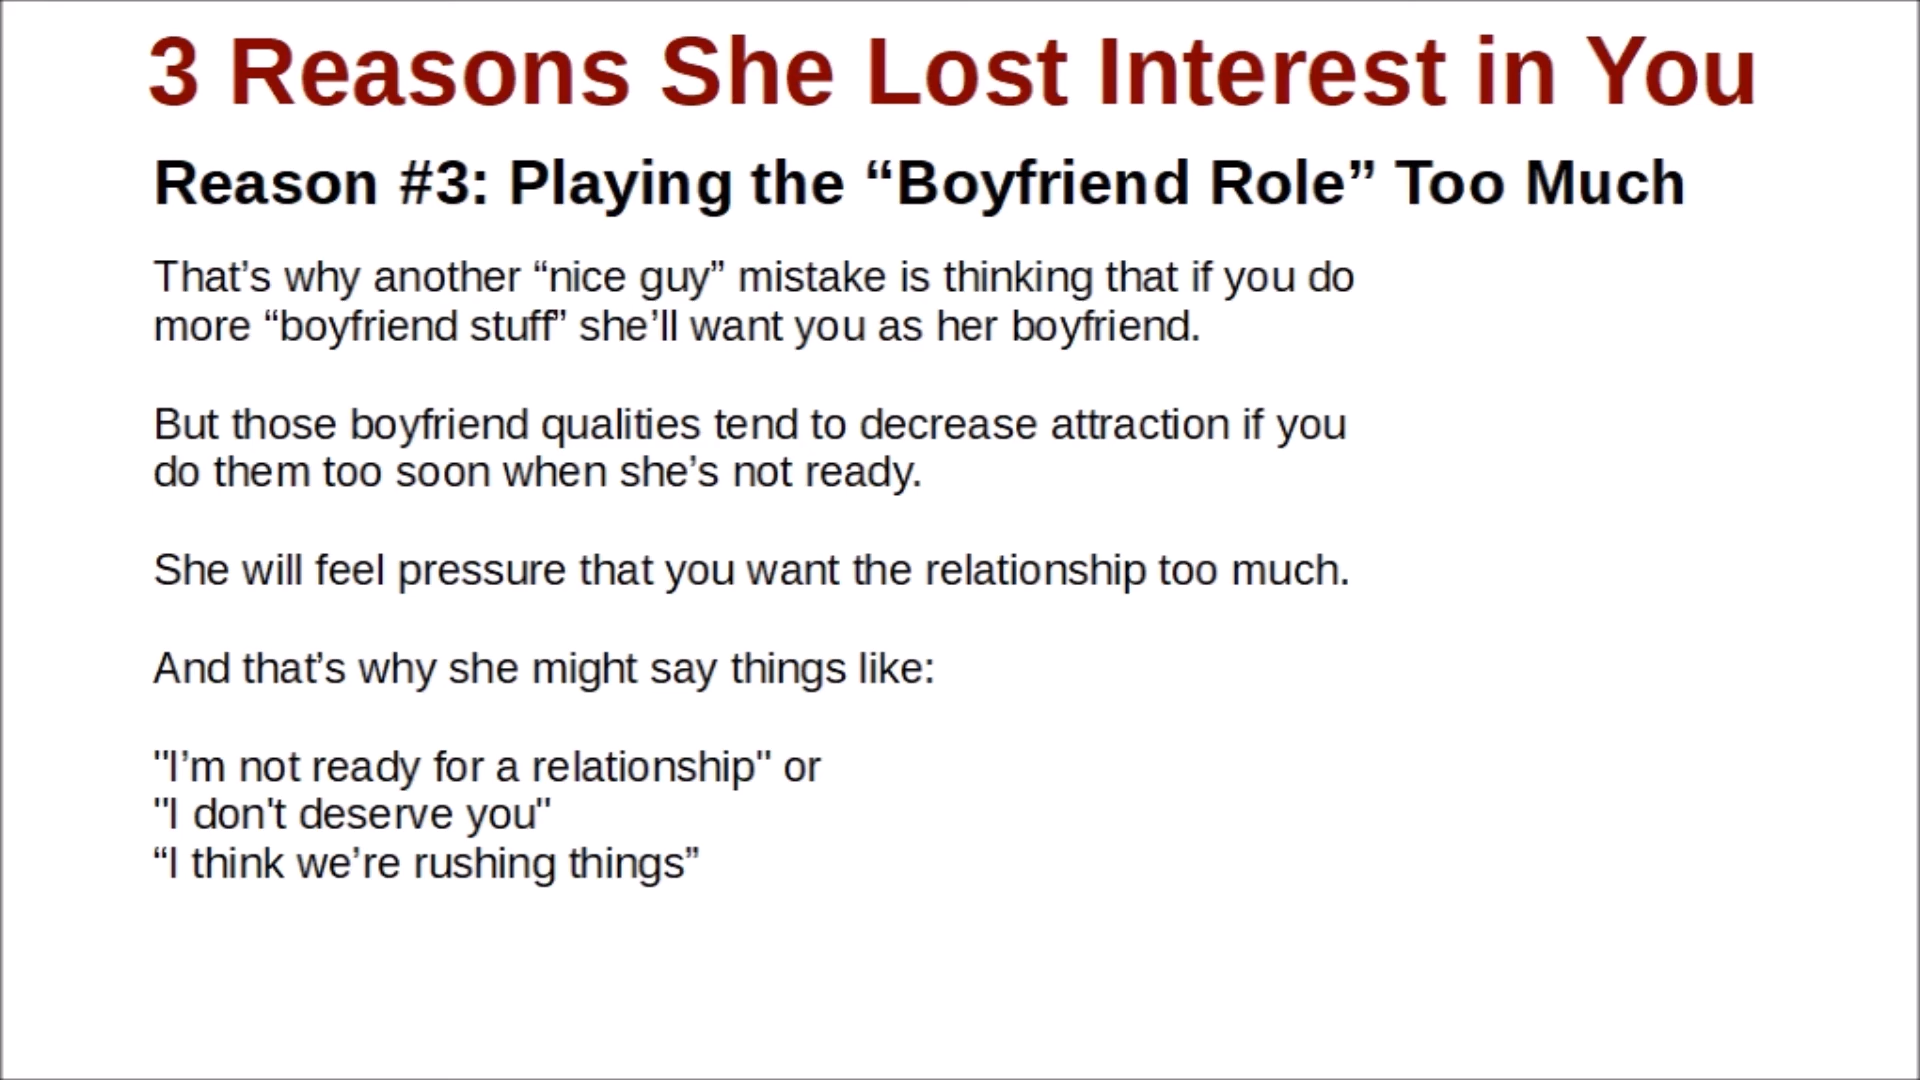 3 Reasons She Lost Interest in You
Reason #3: Playing the “Boyfriend Role” Too Much
That’s why another “nice guy” mistake is thinking that if you do
more “boyfriend stuff” she’ll want you as her boyfriend.
But those boyfriend qualities tend to decrease attraction if you
do them too soon when she’s not ready.
She will feel pressure that you want the relationship too much.
And that’s why she might say things like:
"I’m not ready for a relationship" or
"I don't deserve you"
“I think we’re rushing things”